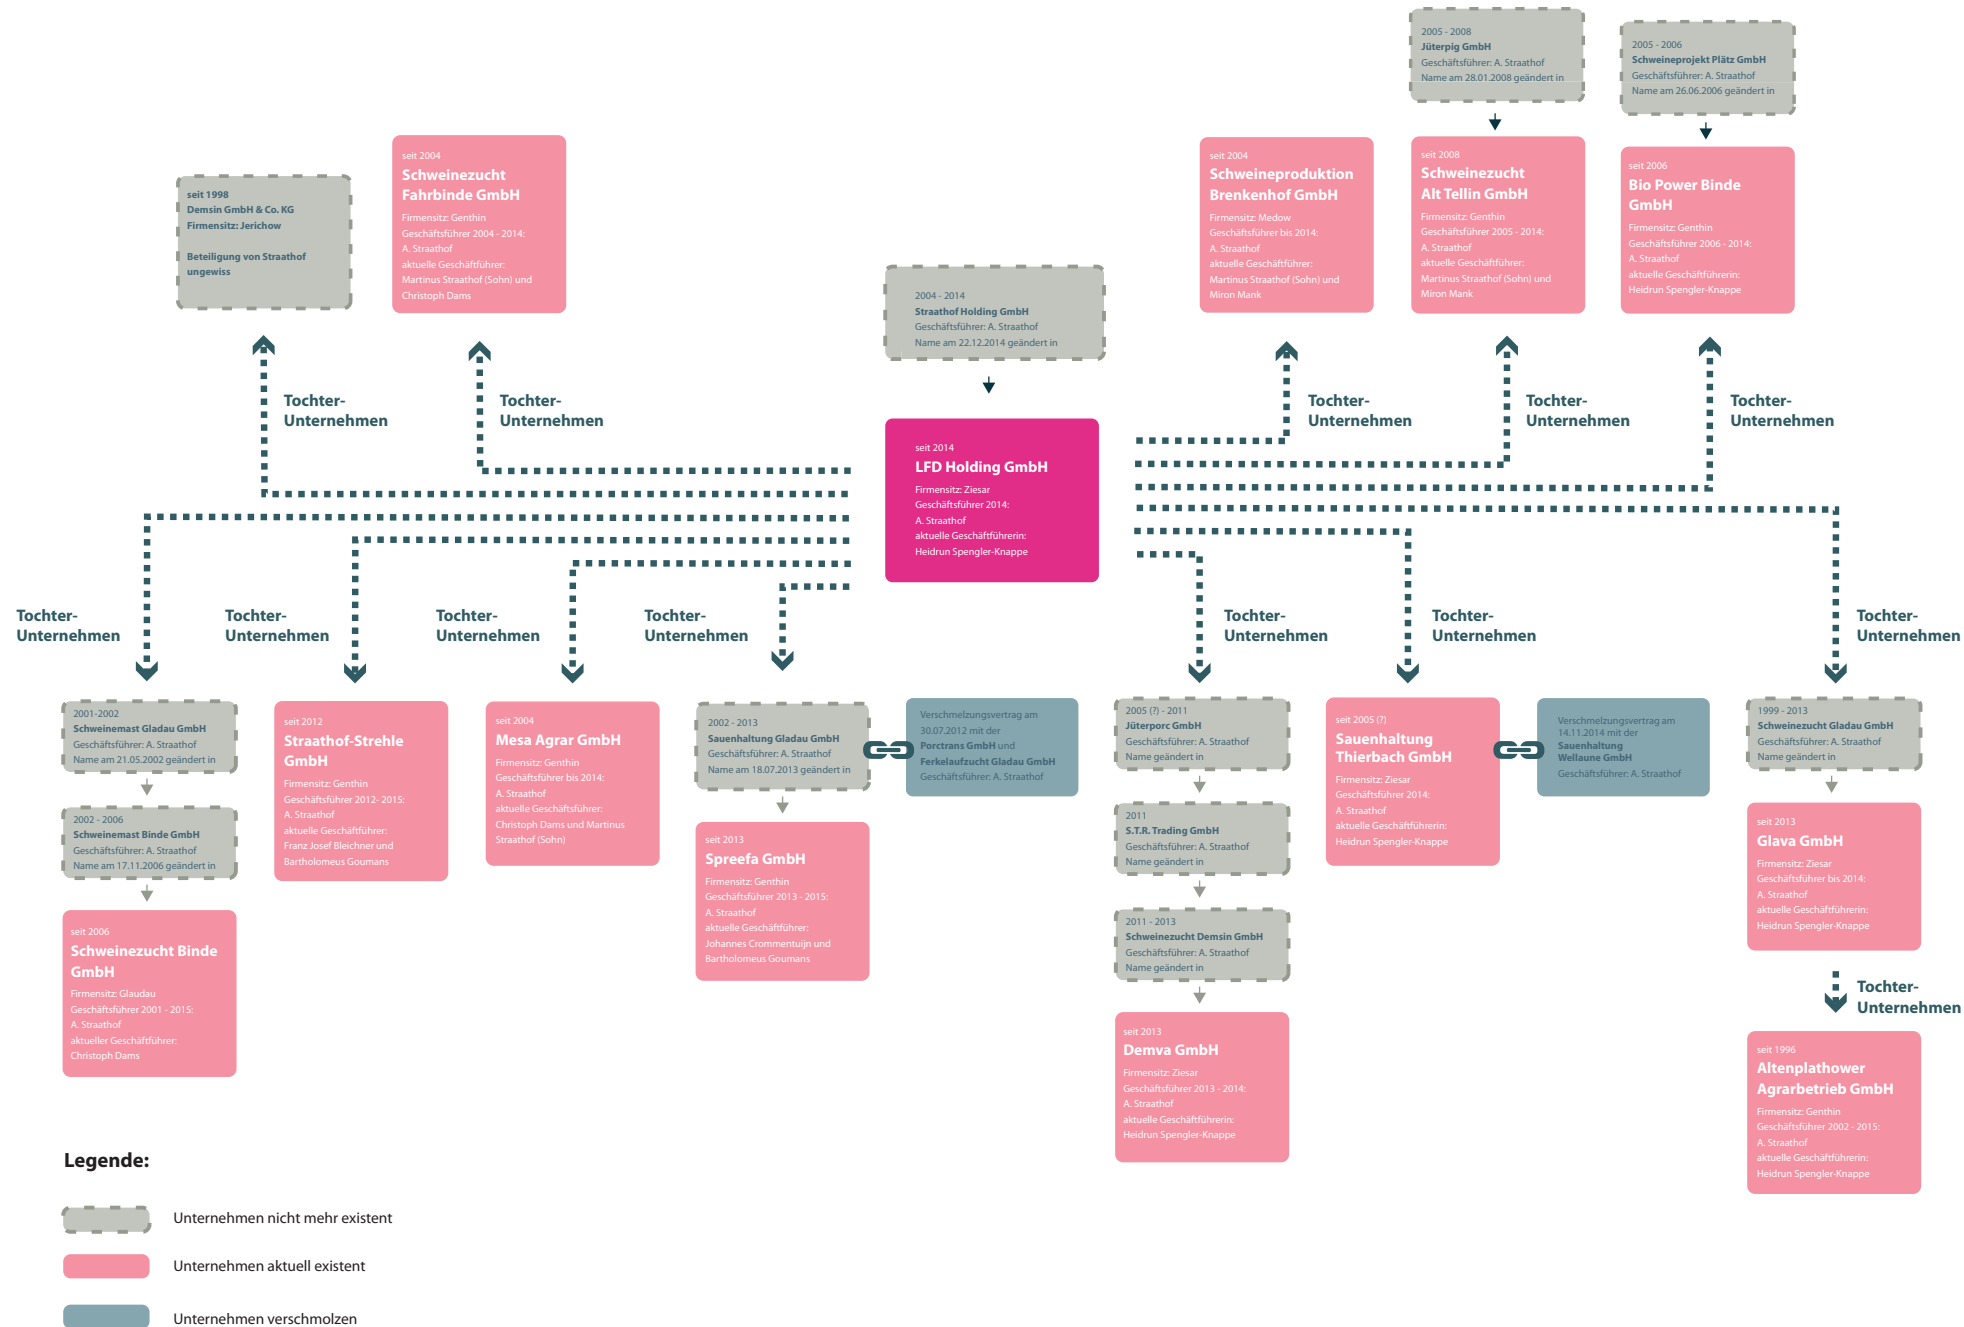 2005 - 2008
Jüterpig GmbH
Geschäftsführer: A. Straathof
Name am 28.01.2008 geändert in
2005 - 2006
Schweineprojekt Plätz GmbH
Geschäftsführer: A. Straathof
Name am 26.06.2006 geändert in
seit 1998
Demsin GmbH & Co. KG
Firmensitz: Jerichow
Beteiligung von Straathof
ungewiss
seit 2004
Schweinezucht
Fahrbinde GmbH
Firmensitz: Genthin
Geschäftsführer 2004 - 2014:
A. Straathof
aktuelle Geschäftführer:
Martinus Straathof (Sohn) und
Christoph Dams
2004 - 2014
Straathof Holding GmbH
Geschäftsführer: A. Straathof
Name am 22.12.2014 geändert in
seit 2004
Schweineproduktion
Brenkenhof GmbH
Firmensitz: Medow
Geschäftsführer bis 2014:
A. Straathof
aktuelle Geschäftführer:
Martinus Straathof (Sohn) und
Miron Mank
seit 2008
Schweinezucht
Alt Tellin GmbH
Firmensitz: Genthin
Geschäftsführer 2005 - 2014:
A. Straathof
aktuelle Geschäftführer:
Martinus Straathof (Sohn) und
Miron Mank
seit 2006
Bio Power Binde
GmbH
Firmensitz: Genthin
Geschäftsführer 2006 - 2014:
A. Straathof
aktuelle Geschäftführerin:
Heidrun Spengler-Knappe
Tochter-
Unternehmen
Tochter-
Unternehmen
Tochter-
Unternehmen
Tochter-
Unternehmen
Tochter-
Unternehmen
seit 2014
LFD Holding GmbH
Firmensitz: Ziesar
Geschäftsführer 2014:
A. Straathof
aktuelle Geschäftführerin:
Heidrun Spengler-Knappe
Tochter-
Unternehmen
Tochter-
Unternehmen
Tochter-
Unternehmen
Tochter-
Unternehmen
Tochter-
Unternehmen
Tochter-
Unternehmen
Tochter-
Unternehmen
2001-2002
Schweinemast Gladau GmbH
Geschäftsführer: A. Straathof
Name am 21.05.2002 geändert in
2002 - 2006
Schweinemast Binde GmbH
Geschäftsführer: A. Straathof
Name am 17.11.2006 geändert in
seit 2006
Schweinezucht Binde
GmbH
Firmensitz: Glaudau
Geschäftsführer 2001 - 2015:
A. Straathof
aktueller Geschäftführer:
Christoph Dams
seit 2012
Straathof-Strehle
GmbH
Firmensitz: Genthin
Geschäftsführer 2012- 2015:
A. Straathof
aktuelle Geschäftführer:
Franz Josef Bleichner und
Bartholomeus Goumans
seit 2004
Mesa Agrar GmbH
Firmensitz: Genthin
Geschäftsführer bis 2014:
A. Straathof
aktuelle Geschäftsführer:
Christoph Dams und Martinus
Straathof (Sohn)
2002 - 2013
Sauenhaltung Gladau GmbH
Geschäftsführer: A. Straathof
Name am 18.07.2013 geändert in
Verschmelzungsvertrag am
30.07.2012 mit der
Porctrans GmbH und
Ferkelaufzucht Gladau GmbH
Geschäftsführer: A. Straathof
seit 2013
Spreefa GmbH
Firmensitz: Genthin
Geschäftsführer 2013 - 2015:
A. Straathof
aktuelle Geschäftführer:
Johannes Crommentuijn und
Bartholomeus Goumans
2005 (?) - 2011
Jüterporc GmbH
Geschäftsführer: A. Straathof
Name geändert in
2011
S.T.R. Trading GmbH
Geschäftsführer: A. Straathof
Name geändert in
2011 - 2013
Schweinezucht Demsin GmbH
Geschäftsführer: A. Straathof
Name geändert in
seit 2013
Demva GmbH
Firmensitz: Ziesar
Geschäftsführer 2013 - 2014:
A. Straathof
aktuelle Geschäftführerin:
Heidrun Spengler-Knappe
seit 2005 (?)
Sauenhaltung
Thierbach GmbH
Firmensitz: Ziesar
Geschäftsführer 2014:
A. Straathof
aktuelle Geschäftführerin:
Heidrun Spengler-Knappe
Verschmelzungsvertrag am
14.11.2014 mit der
Sauenhaltung
Wellaune GmbH
Geschäftsführer: A. Straathof
1999 - 2013
Schweinezucht Gladau GmbH
Geschäftsführer: A. Straathof
Name geändert in
seit 2013
Glava GmbH
Firmensitz: Ziesar
Geschäftsführer bis 2014:
A. Straathof
aktuelle Geschäftführerin:
Heidrun Spengler-Knappe
Tochter-
Unternehmen
seit 1996
Altenplathower
Agrarbetrieb GmbH
Firmensitz: Genthin
Geschäftsführer 2002 - 2015:
A. Straathof
aktuelle Geschäftführerin:
Heidrun Spengler-Knappe
Legende:
Unternehmen nicht mehr existent
Unternehmen aktuell existent
Unternehmen verschmolzen